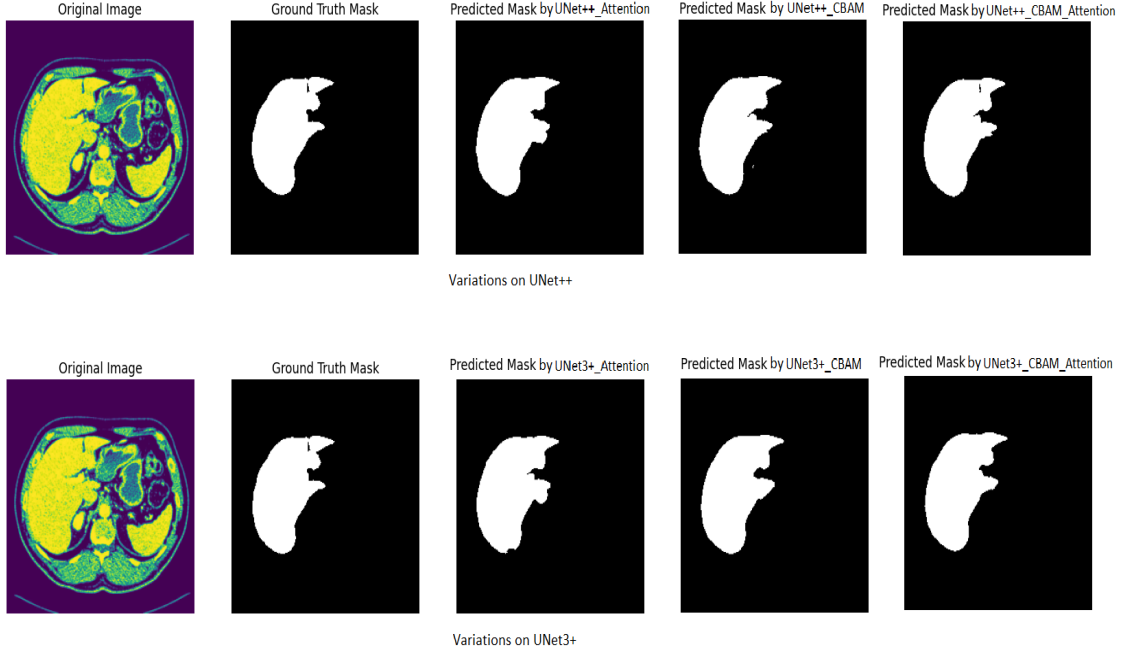 Original Image
Ground Truth Mask
Predicted Mask by UNet++_Attention
Predicted Mask by UNet++_CBAM
Predicted Mask by UNet++_CBAM_Attention
Variations on UNet++
Original Image
Ground Truth Mask
Predicted Mask by UNet3+_Attention
Predicted Mask by UNet3+_CBAM
Predicted Mask by UNet3+_CBAM_Attention
Variations on UNet3+